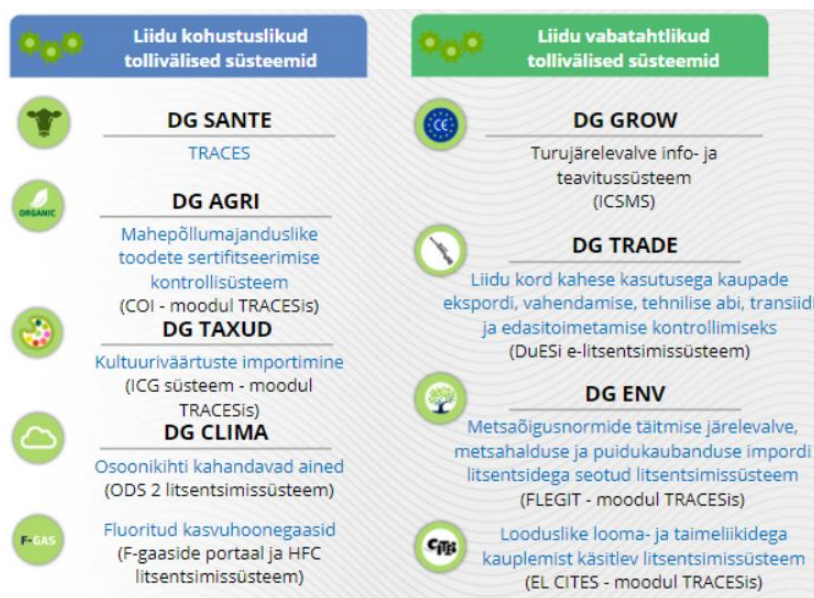 Liidu kohustuslikud
tollivälised süsteemid
DG SANTE
TRACES
ORGANIC
DG AGRI
Mahepõllumajanduslike
toodete sertifitseerimise
kontrollisüsteem
(COI - moodul TRACESis)
DG TAXUD
Kultuuriväärtuste importimine
(ICG süsteem - moodul
TRACESis)
DG CLIMA
Osoonikihti kahandavad ained
(ODS 2 litsentsimissüsteem)
F-GAS
Fluoritud kasvuhoonegaasid
(F-gaaside portaal ja HFC
litsentsimissüsteem)
Liidu vabatahtlikud
tollivälised süsteemid
CE
DG GROW
Turujärelevalve info- ja
teavitussüsteem
(ICSMS)
DG TRADE
Liidu kord kahese kasutusega kaupade
ekspordi, vahendamise, tehnilise abi, transiidi
ja edasitoimetamise kontrollimiseks
(DuESi e-litsentsimissüsteem)
DG ENV
Metsaõigusnormide täitmise järelevalve,
metsahalduse ja puidukaubanduse impordi
litsentsidega seotud litsentsimissüsteem
(FLEGIT - moodul TRACESis)
CITES
Looduslike looma- ja taimeliikidega
kauplemist käsitlev litsentsimissüsteem
(EL CITES - moodul TRACESis)